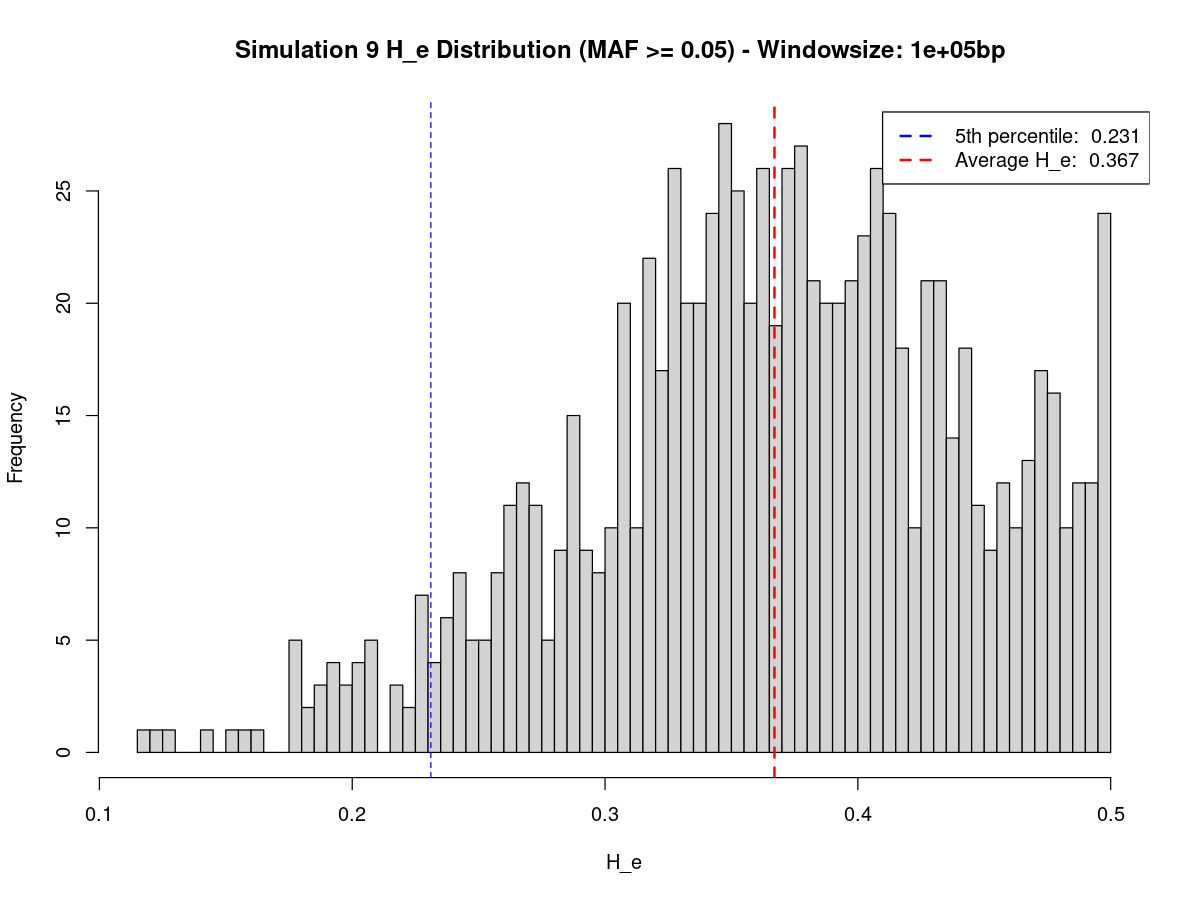 Simulation 9 H_e Distribution (MAF >= 0.05) - Windowsize: 1e+05bp
5th percentile: 0.231
Average H_e: 0.367
Frequency
25
20
15
10
5
0
0.1 0.2 0.3 0.4 0.5
H_e